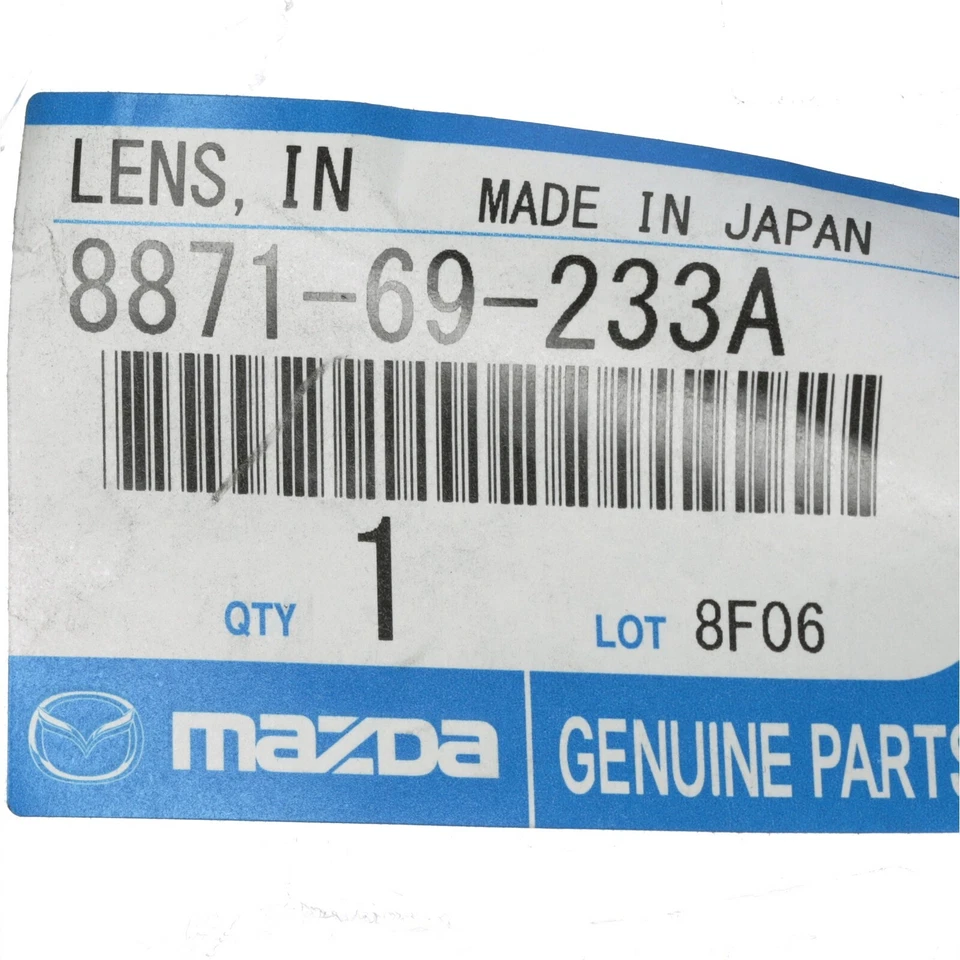 LENS, IN MADE IN JAPAN
8871-69-233A
QTY 1 LOT 8F06
mazda GENUINE PARTS